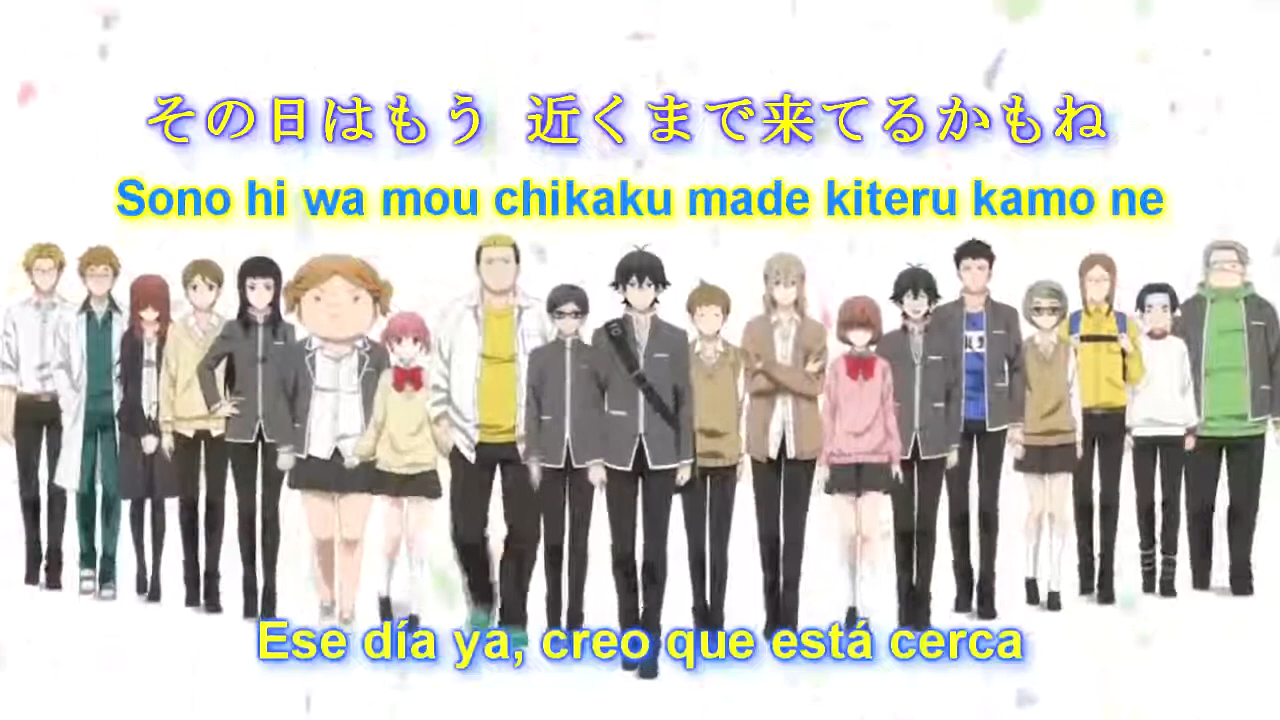 その日はもう 近くまで来てるかもね
Sono hi wa mou chikaku made kiteru kamo ne
Ese día ya, creo que está cerca